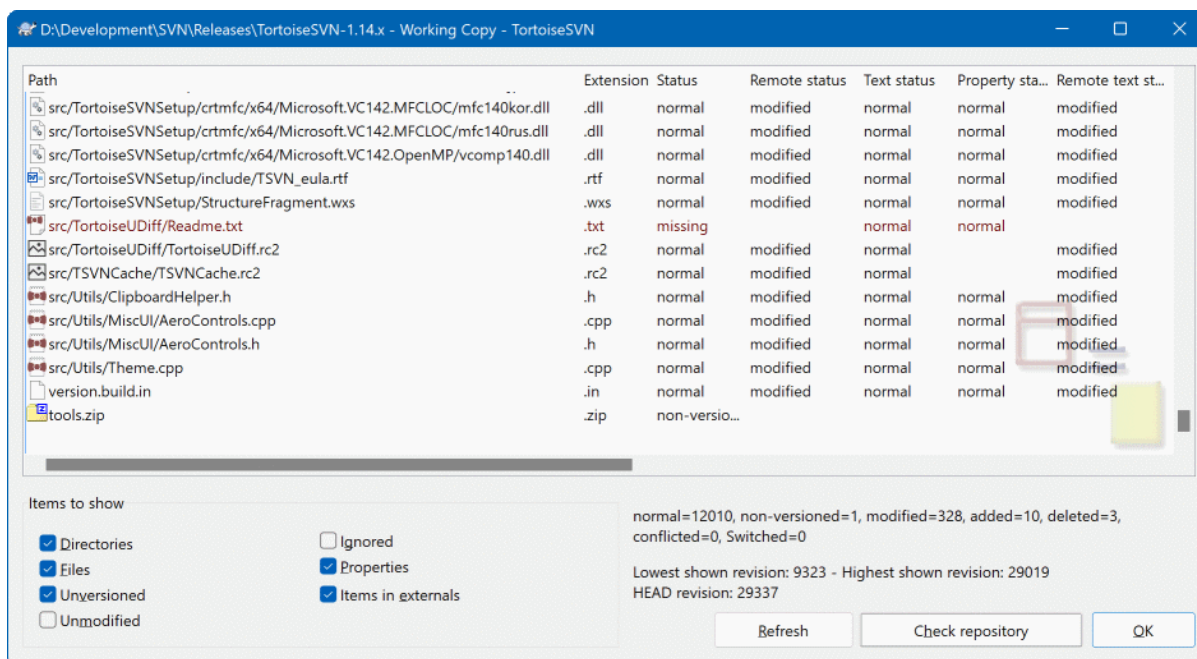 D:\Development\SVN\Releases\TortoiseSVN-1.14.x - Working Copy - TortoiseSVN
Path Extension Status Remote status Text status Property sta... Remote text st...
src/TortoiseSVNSetup/crtmfc/x64/Microsoft.VC142.MFCLOC/mfc140kor.dll .dll normal modified normal normal modified
src/TortoiseSVNSetup/crtmfc/x64/Microsoft.VC142.MFCLOC/mfc140rus.dll .dll normal modified normal normal modified
src/TortoiseSVNSetup/crtmfc/x64/Microsoft.VC142.OpenMP/vcomp140.dll .dll normal modified normal normal modified
src/TortoiseSVNSetup/include/TSVN_eula.rtf .rtf normal modified normal normal modified
src/TortoiseSVNSetup/StructureFragment.wxs .wxs normal modified normal normal modified
src/TortoiseUDiff/Readme.txt .txt missing normal normal
src/TortoiseUDiff/TortoiseUDiff.rc2 .rc2 normal modified normal modified
src/TSVNCache/TSVNCache.rc2 .rc2 normal modified normal modified
src/Utils/ClipboardHelper.h .h normal modified normal normal modified
src/Utils/MiscUI/AeroControls.cpp .cpp normal modified normal normal modified
src/Utils/MiscUI/AeroControls.h .h normal modified normal normal modified
src/Utils/Theme.cpp .cpp normal modified normal normal modified
version.build.in .in normal modified normal normal modified
tools.zip .zip non-versio...
Items to show
Directories
Files
Unversioned
Unmodified
Ignored
Properties
Items in externals
normal=12010, non-versioned=1, modified=328, added=10, deleted=3,
conflicted=0, Switched=0
Lowest shown revision: 9323 - Highest shown revision: 29019
HEAD revision: 29337
Refresh Check repository OK